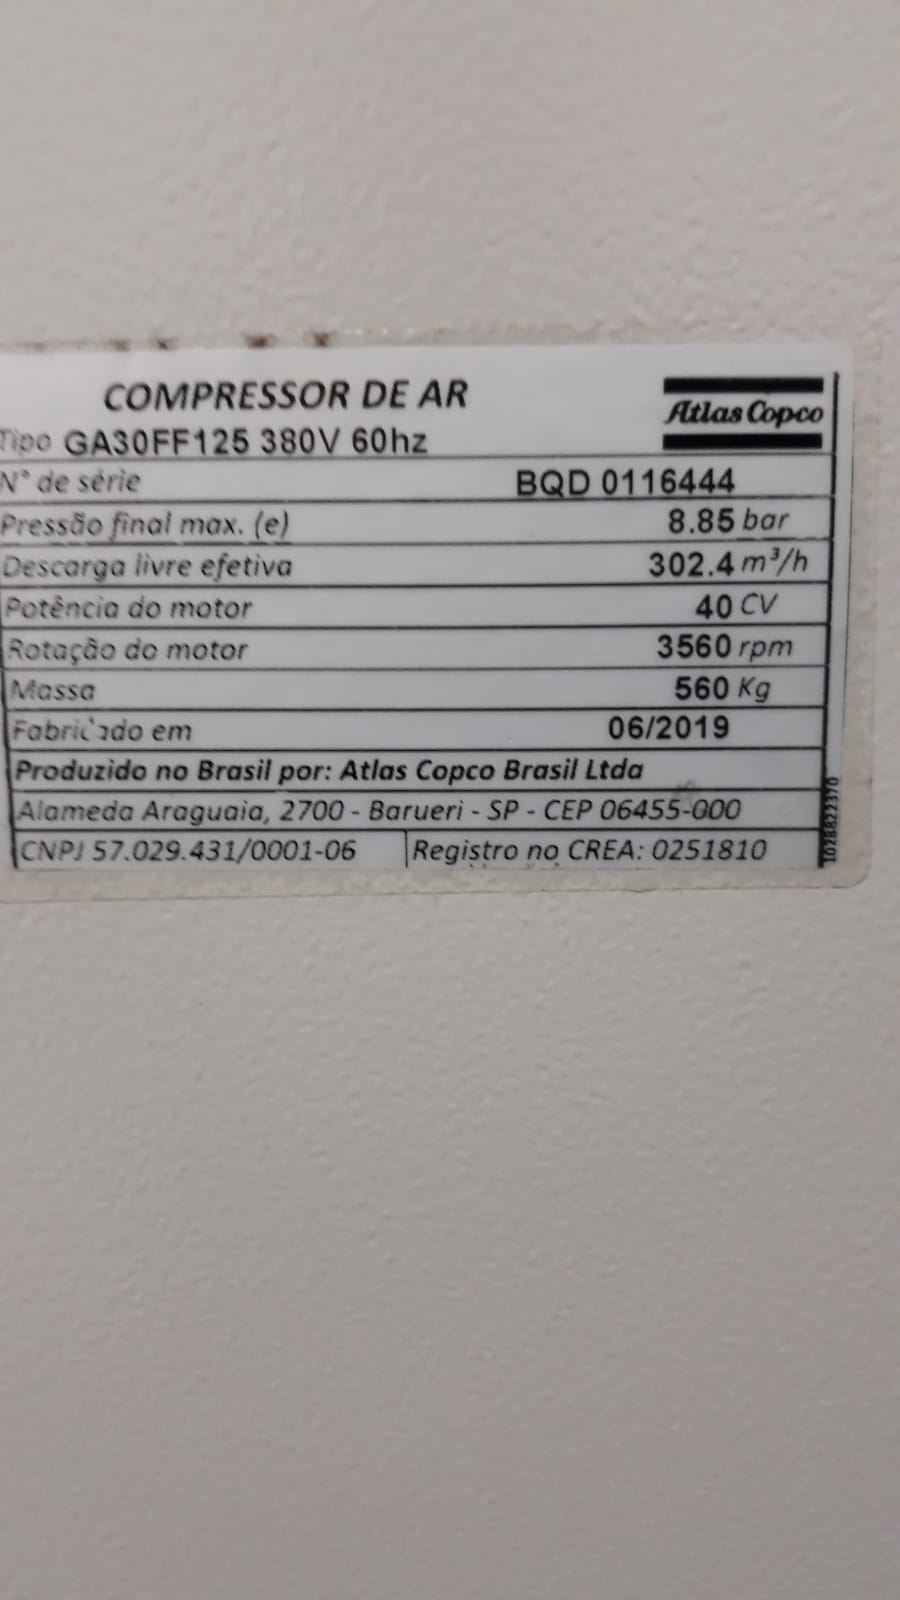 COMPRESSOR DE AR
Atlas Copco
Tipo GA30FF125 380V 60hz
N° de série BQD 0116444
Pressão final max. (e) 8.85 bar
Descarga livre efetiva 302.4 m³/h
Potência do motor 40 CV
Rotação do motor 3560 rpm
Massa 560 Kg
Fabricado em 06/2019
Produzido no Brasil por: Atlas Copco Brasil Ltda
Alameda Araguaia, 2700 - Barueri - SP - CEP 06455-000
CNPJ 57.029.431/0001-06 Registro no CREA: 0251810
1028822370